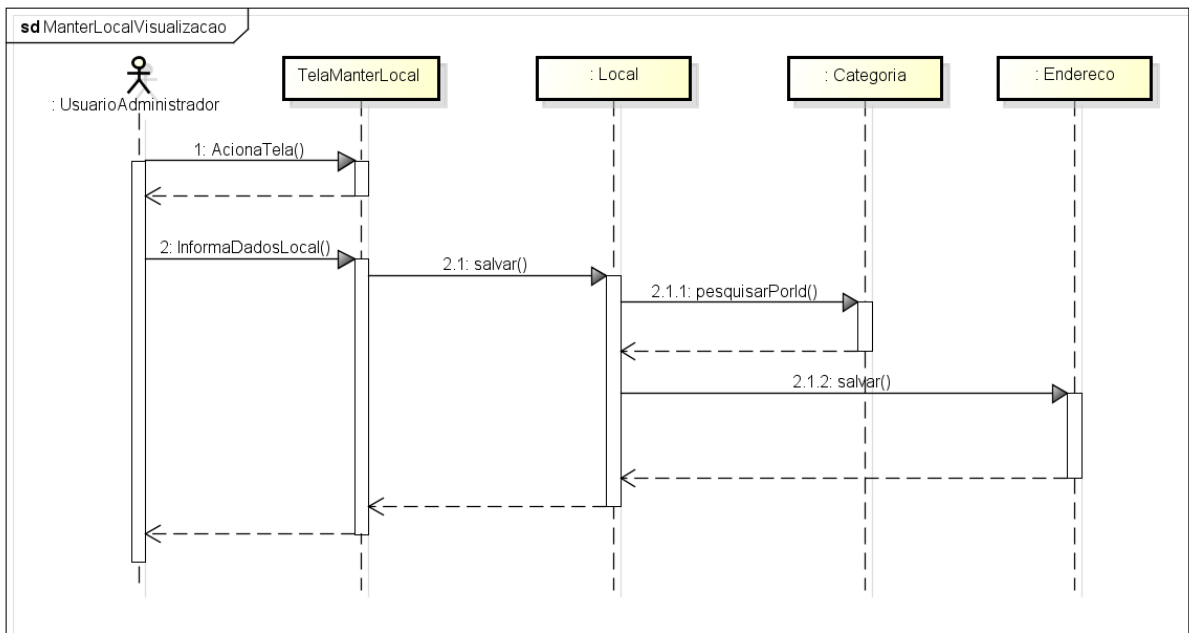 sd ManterLocalVisualizacao
: UsuarioAdministrador
TelaManterLocal
: Local
: Categoria
: Endereco
1: AcionaTela()
2: InformaDadosLocal()
2.1: salvar()
2.1.1: pesquisarPorId()
2.1.2: salvar()